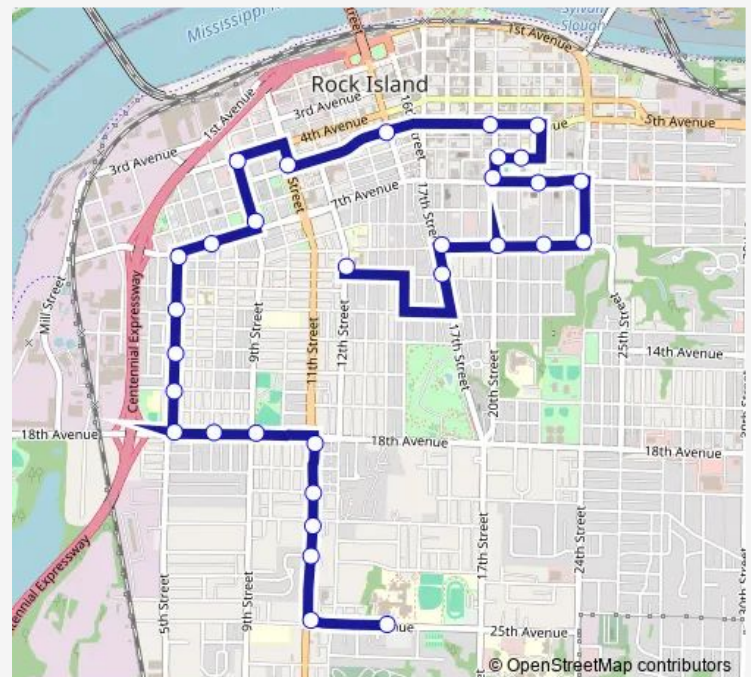 Mississippi
Sylvan
Slough
1st Avenue
Street
Rock Island
1st Avenue
3rd Avenue
4th Avenue
5th Avenue
3rd Avenue
Street
7th Avenue
17th Street
Mill Street
Centennial Expressway
9th Street
11th Street
12th Street
17th Street
20th Street
25th Street
14th Avenue
18th Avenue
18th Avenue
18th Avenue
5th Street
9th Street
17th Street
24th Street
30th Street
25th Avenue
© OpenStreetMap contributors